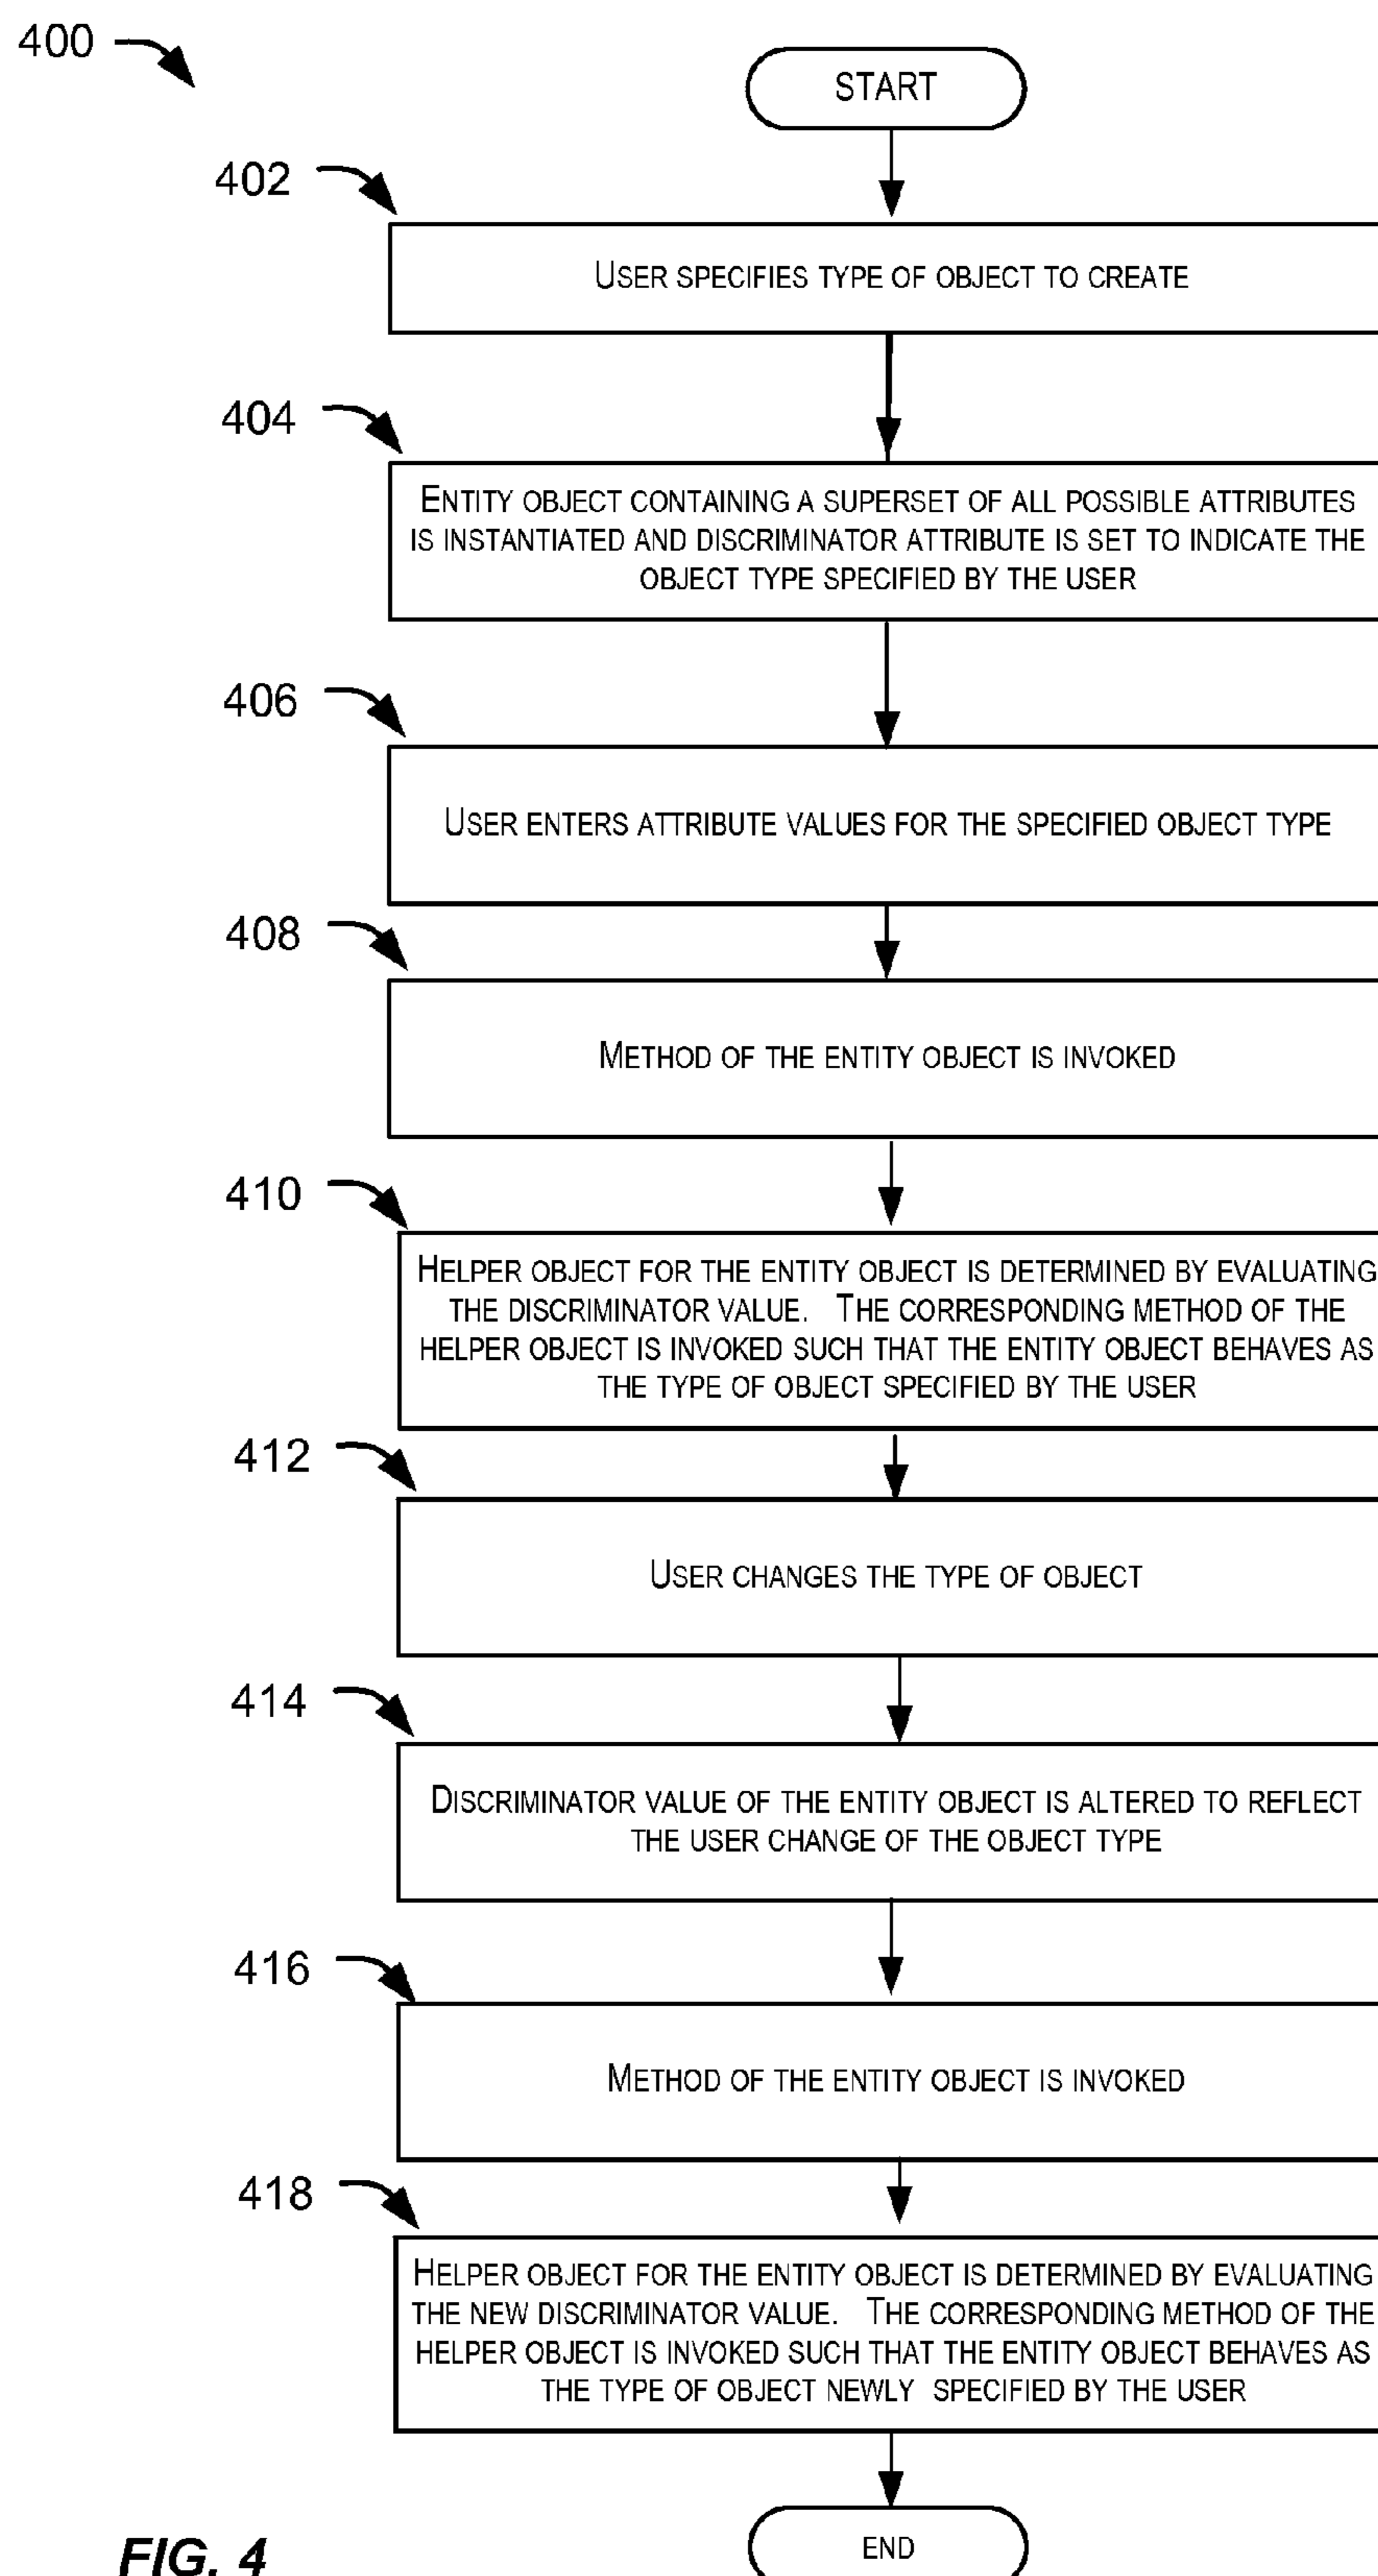 400
START
402
USER SPECIFIES TYPE OF OBJECT TO CREATE
404
ENTITY OBJECT CONTAINING A SUPERSET OF ALL POSSIBLE ATTRIBUTES
IS INSTANTIATED AND DISCRIMINATOR ATTRIBUTE IS SET TO INDICATE THE
OBJECT TYPE SPECIFIED BY THE USER
406
USER ENTERS ATTRIBUTE VALUES FOR THE SPECIFIED OBJECT TYPE
408
METHOD OF THE ENTITY OBJECT IS INVOKED
410
HELPER OBJECT FOR THE ENTITY OBJECT IS DETERMINED BY EVALUATING
THE DISCRIMINATOR VALUE. THE CORRESPONDING METHOD OF THE
HELPER OBJECT IS INVOKED SUCH THAT THE ENTITY OBJECT BEHAVES AS
THE TYPE OF OBJECT SPECIFIED BY THE USER
412
USER CHANGES THE TYPE OF OBJECT
414
DISCRIMINATOR VALUE OF THE ENTITY OBJECT IS ALTERED TO REFLECT
THE USER CHANGE OF THE OBJECT TYPE
416
METHOD OF THE ENTITY OBJECT IS INVOKED
418
HELPER OBJECT FOR THE ENTITY OBJECT IS DETERMINED BY EVALUATING
THE NEW DISCRIMINATOR VALUE. THE CORRESPONDING METHOD OF THE
HELPER OBJECT IS INVOKED SUCH THAT THE ENTITY OBJECT BEHAVES AS
THE TYPE OF OBJECT NEWLY SPECIFIED BY THE USER
END
FIG. 4